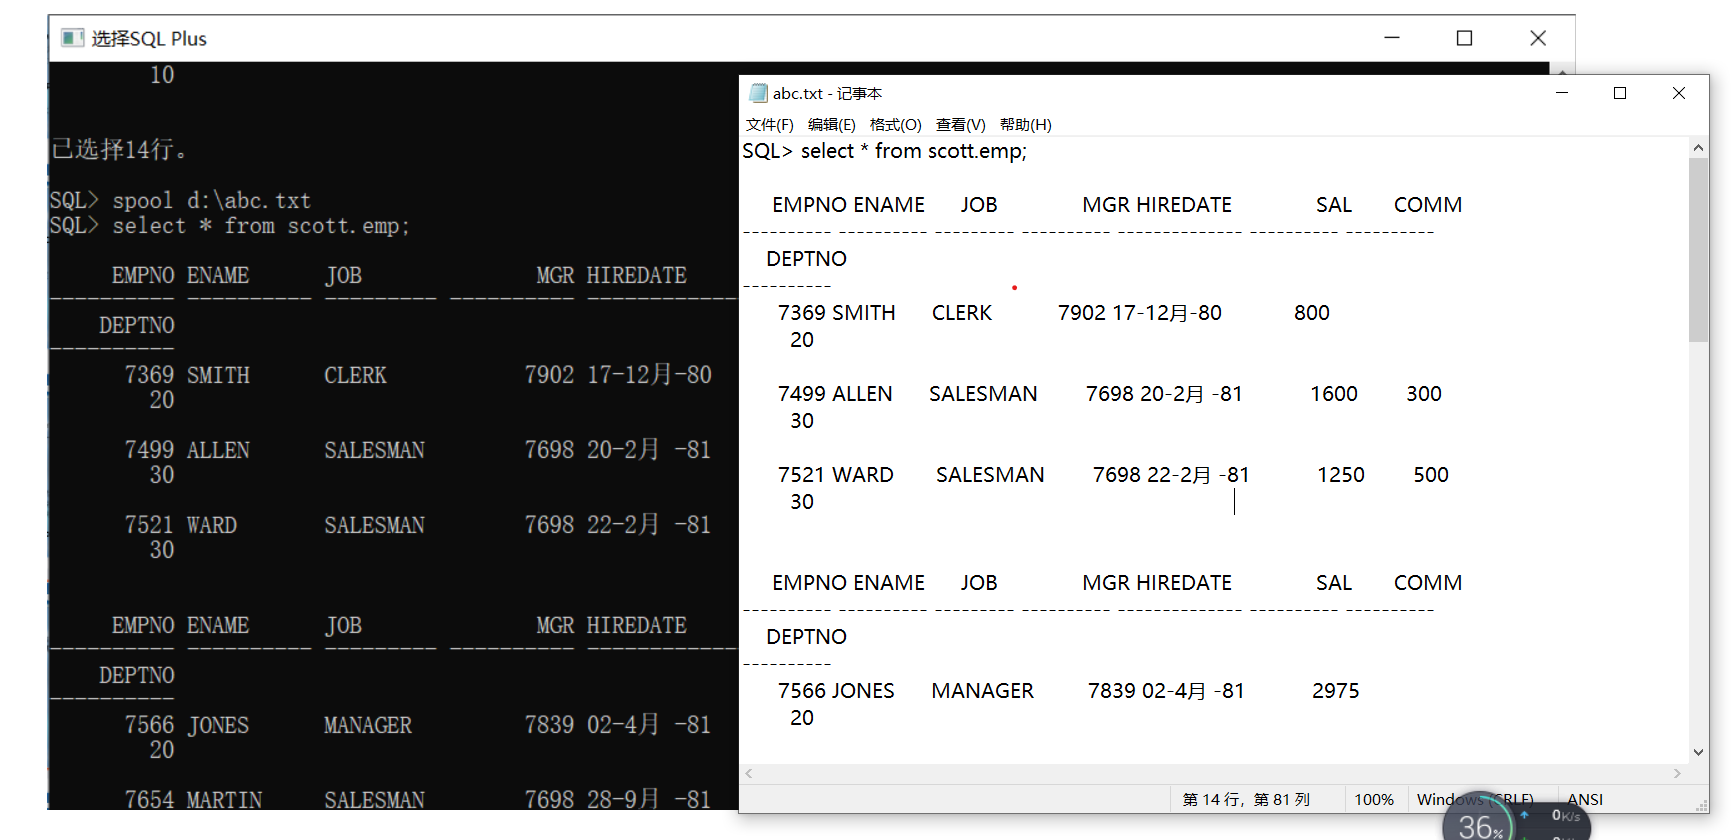 选择SQL Plus
10
已选择14行。
SQL> spool d:\abc.txt
SQL> select * from scott.emp;
EMPNO ENAME JOB MGR HIREDATE
---------- ---------- --------- ---------- ------------
DEPTNO
----------
7369 SMITH CLERK 7902 17-12月-80
20
7499 ALLEN SALESMAN 7698 20-2月 -81
30
7521 WARD SALESMAN 7698 22-2月 -81
30
EMPNO ENAME JOB MGR HIREDATE
---------- ---------- --------- ---------- ------------
DEPTNO
----------
7566 JONES MANAGER 7839 02-4月 -81
20
7654 MARTIN SALESMAN 7698 28-9月 -81
abc.txt - 记事本
文件(F) 编辑(E) 格式(O) 查看(V) 帮助(H)
SQL> select * from scott.emp;
EMPNO ENAME JOB MGR HIREDATE SAL COMM
---------- ---------- --------- ---------- -------------- ---------- ----------
DEPTNO
----------
7369 SMITH CLERK 7902 17-12月-80 800
20
7499 ALLEN SALESMAN 7698 20-2月 -81 1600 300
30
7521 WARD SALESMAN 7698 22-2月 -81 1250 500
30
EMPNO ENAME JOB MGR HIREDATE SAL COMM
---------- ---------- --------- ---------- -------------- ---------- ----------
DEPTNO
----------
7566 JONES MANAGER 7839 02-4月 -81 2975
20
第 14 行，第 81 列 100% Windows (CRLF) ANSI
36% 0K/s